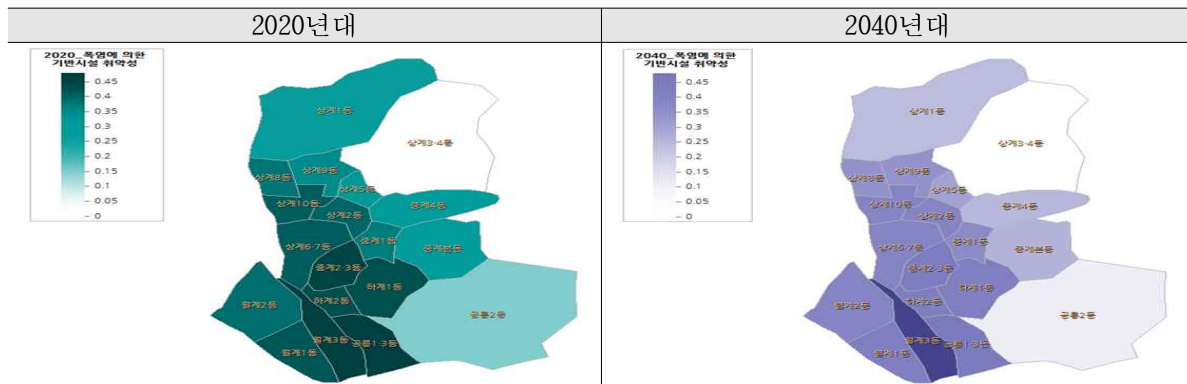 2020년대
2040년대
2020_폭염에 의한
기반시설 취약성
0.45
0.4
0.35
0.3
0.25
0.2
0.15
0.1
0.05
0
상계1동
상계3·4동
상계8동
상계9동
상계5동
상계10동
상계2동
중계4동
상계6·7동
중계1동
중계본동
중계2·3동
하계1동
월계2동
하계2동
공릉2동
월계3동
공릉1·3동
월계1동
2040_폭염에 의한
기반시설 취약성
0.45
0.4
0.35
0.3
0.25
0.2
0.15
0.1
0.05
0
상계1동
상계3·4동
상계8동
상계9동
상계5동
상계10동
상계2동
중계4동
상계6·7동
중계1동
중계본동
중계2·3동
하계1동
월계2동
하계2동
공릉2동
월계3동
공릉1·3동
월계1동